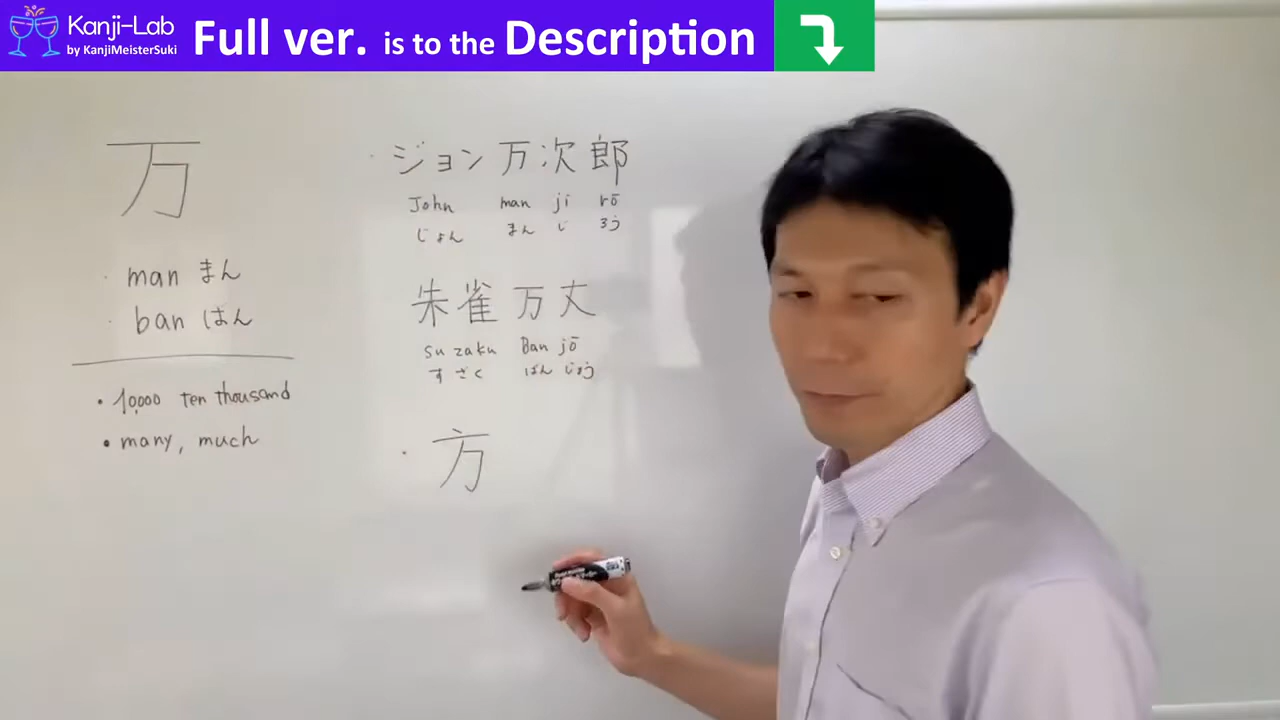 Kanji-Lab
by KanjiMeisterSuki
Full ver. is to the Description
万
・man まん
・ban ばん
・10,000 ten thousand
・many, much
・ジョン万次郎
John man ji rō
じょん まん じ ろう
朱雀万丈
su zaku Ban jō
すざく ばん じょう
・方